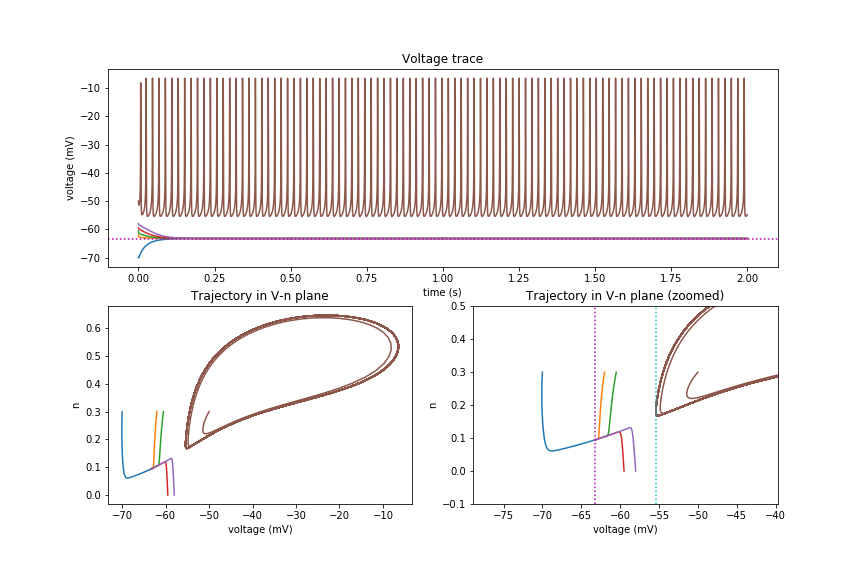 Voltage trace
−10
−20
−30
−40
−50
−60
−70
voltage (mV)
0.00 0.25 0.50 0.75 1.00 1.25 1.50 1.75 2.00
time (s)
Trajectory in V-n plane
0.6
0.5
0.4
0.3
0.2
0.1
0.0
n
−70 −60 −50 −40 −30 −20 −10
voltage (mV)
Trajectory in V-n plane (zoomed)
0.5
0.4
0.3
0.2
0.1
0.0
−0.1
n
−75 −70 −65 −60 −55 −50 −45 −40
voltage (mV)